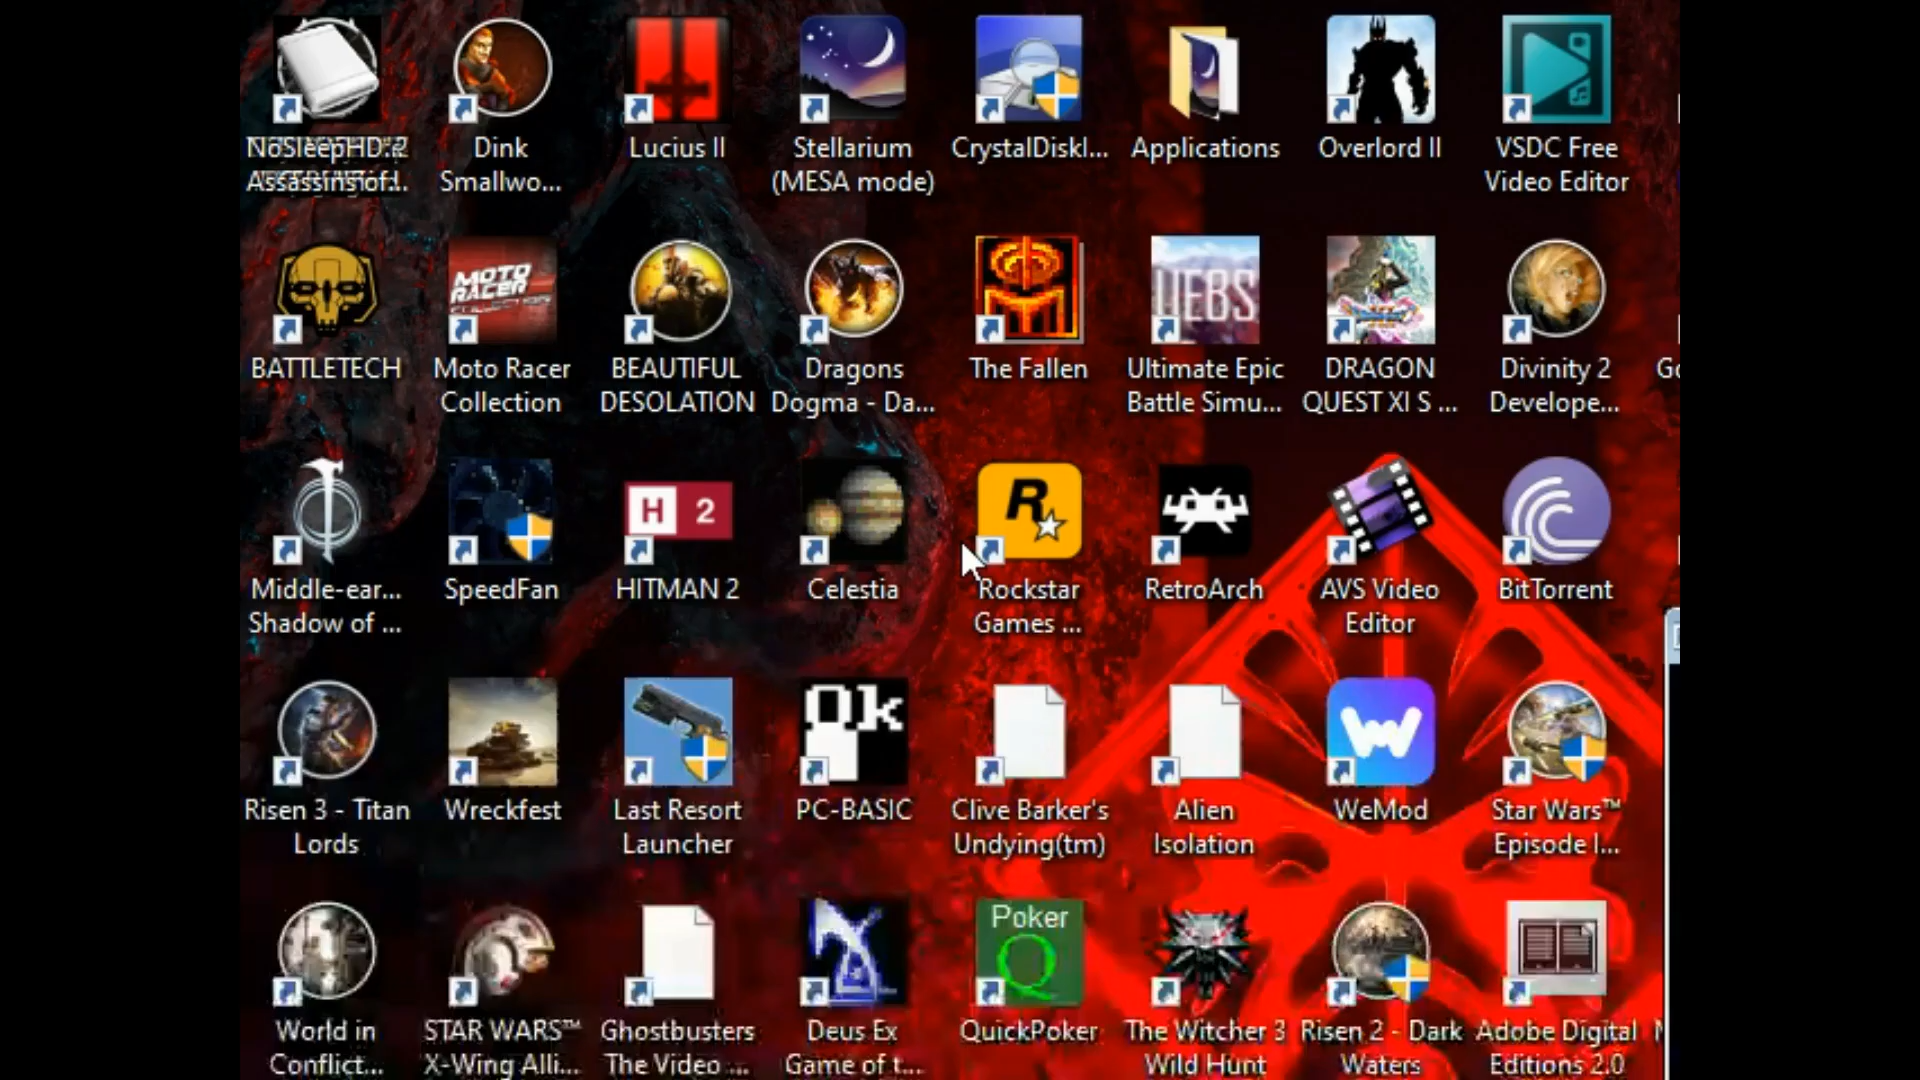 NoSleepHD.2
Assassins of...
Dink
Smallwo...
Lucius II
Stellarium
(MESA mode)
CrystalDiskI...
Applications
Overlord II
VSDC Free
Video Editor
BATTLETECH
MOTO
RACER
Moto Racer
Collection
BEAUTIFUL
DESOLATION
Dragons
Dogma - Da...
The Fallen
UEBS
Ultimate Epic
Battle Simu...
DRAGON
QUEST XI S ...
Divinity 2
Develope...
Middle-ear...
Shadow of ...
SpeedFan
H 2
HITMAN 2
Celestia
R
Rockstar
Games ...
RetroArch
AVS Video
Editor
BitTorrent
Risen 3 - Titan
Lords
Wreckfest
Last Resort
Launcher
Ok
PC-BASIC
Clive Barker's
Undying(tm)
Alien
Isolation
WeMod
Star Wars™
Episode I...
World in
Conflict...
STAR WARS™
X-Wing Alli...
Ghostbusters
The Video ...
Deus Ex
Game of t...
Poker
Q
QuickPoker
The Witcher 3
Wild Hunt
Risen 2 - Dark
Waters
Adobe Digital
Editions 2.0